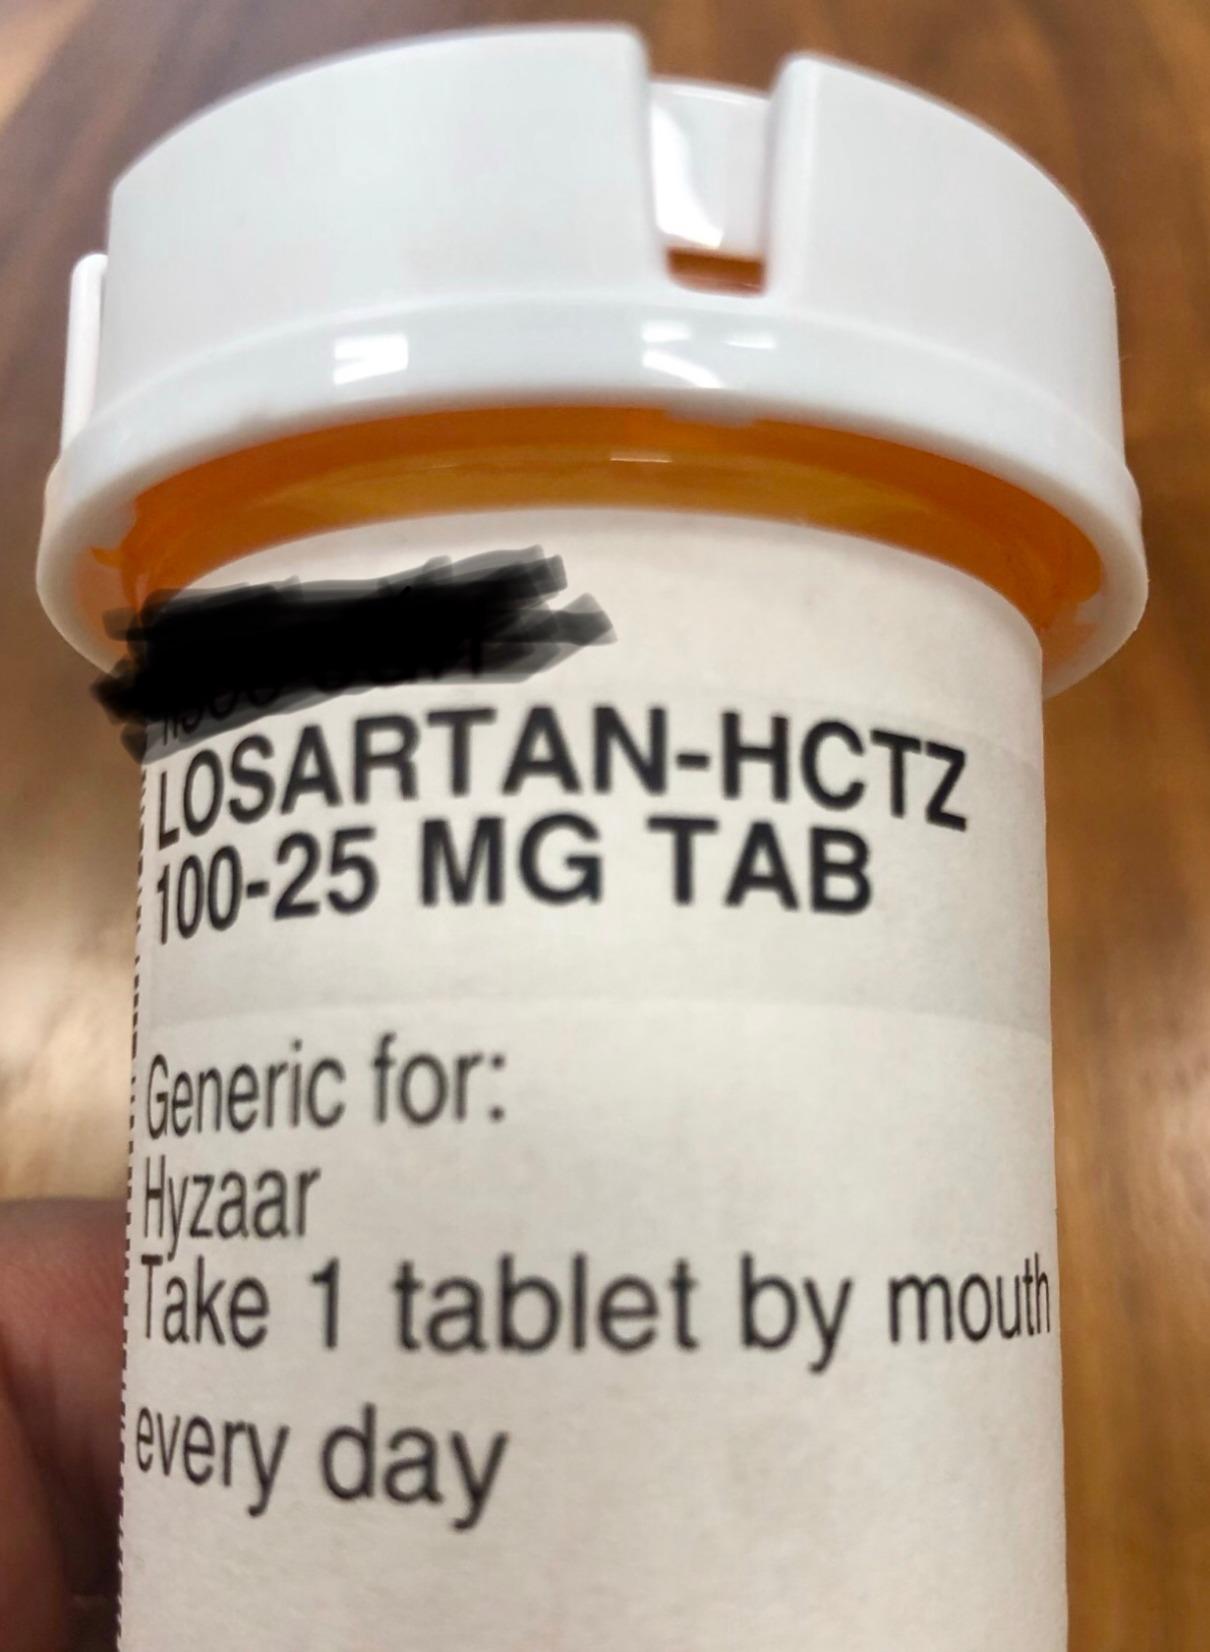 LOSARTAN-HCTZ
100-25 MG TAB
Generic for:
Hyzaar
Take 1 tablet by mouth
every day